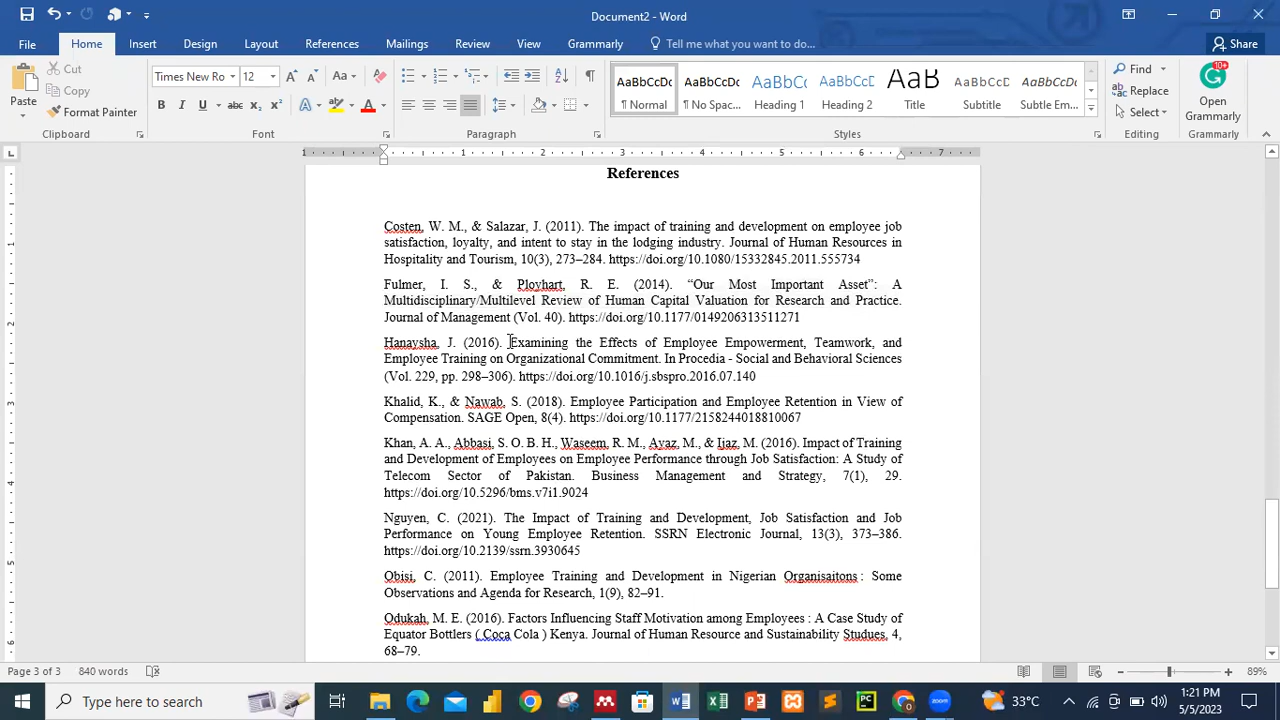 Document2 - Word
File Home Insert Design Layout References Mailings Review View Grammarly Tell me what you want to do... Share
Paste Cut Copy Format Painter Clipboard
Times New Ro 12 Aa
B I U abc X₂ X² A A Font
Paragraph
AaBbCcDc AaBbCcDc AaBbCc AaBbCcD AaB AaBbCcD AaBbCcDc
¶ Normal ¶ No Spac... Heading 1 Heading 2 Title Subtitle Subtle Em...
Styles
Find Replace Select Editing
10+
Open Grammarly Grammarly
1 1 2 3 4 5 6 7
References
Costen, W. M., & Salazar, J. (2011). The impact of training and development on employee job
satisfaction, loyalty, and intent to stay in the lodging industry. Journal of Human Resources in
Hospitality and Tourism, 10(3), 273–284. https://doi.org/10.1080/15332845.2011.555734
Fulmer, I. S., & Ployhart, R. E. (2014). “Our Most Important Asset”: A
Multidisciplinary/Multilevel Review of Human Capital Valuation for Research and Practice.
Journal of Management (Vol. 40). https://doi.org/10.1177/0149206313511271
Hanaysha, J. (2016). Examining the Effects of Employee Empowerment, Teamwork, and
Employee Training on Organizational Commitment. In Procedia - Social and Behavioral Sciences
(Vol. 229, pp. 298–306). https://doi.org/10.1016/j.sbspro.2016.07.140
Khalid, K., & Nawab, S. (2018). Employee Participation and Employee Retention in View of
Compensation. SAGE Open, 8(4). https://doi.org/10.1177/2158244018810067
Khan, A. A., Abbasi, S. O. B. H., Waseem, R. M., Ayaz, M., & Ijaz, M. (2016). Impact of Training
and Development of Employees on Employee Performance through Job Satisfaction: A Study of
Telecom Sector of Pakistan. Business Management and Strategy, 7(1), 29.
https://doi.org/10.5296/bms.v7i1.9024
Nguyen, C. (2021). The Impact of Training and Development, Job Satisfaction and Job
Performance on Young Employee Retention. SSRN Electronic Journal, 13(3), 373–386.
https://doi.org/10.2139/ssrn.3930645
Obisi, C. (2011). Employee Training and Development in Nigerian Organisaitons : Some
Observations and Agenda for Research, 1(9), 82–91.
Odukah, M. E. (2016). Factors Influencing Staff Motivation among Employees : A Case Study of
Equator Bottlers ( Coca Cola ) Kenya. Journal of Human Resource and Sustainability Studues, 4,
68–79.
Page 3 of 3 840 words 89%
Type here to search
PC
zoom
33°C
1:21 PM
5/5/2023